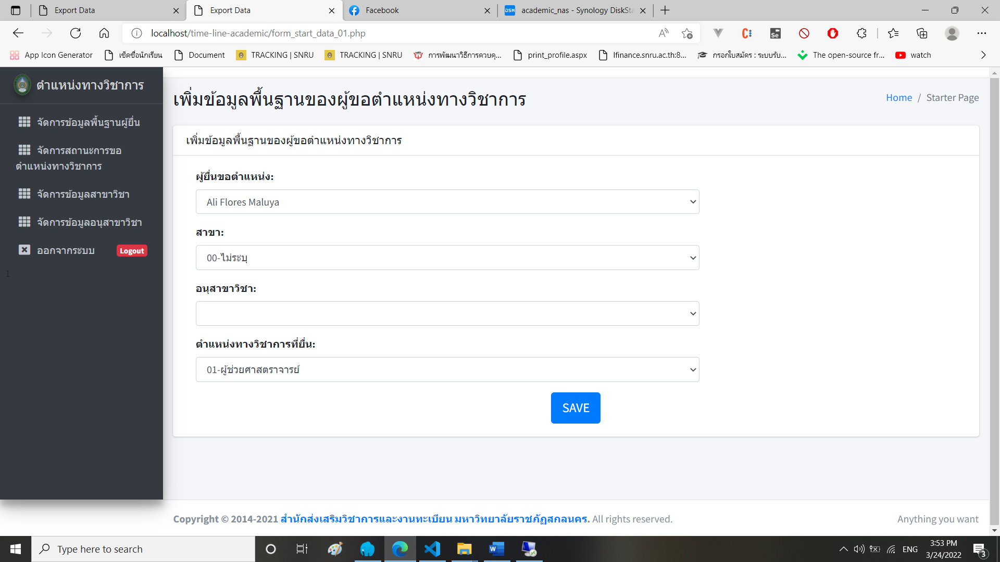 Export Data
Export Data
Facebook
academic_nas - Synology DiskSta
localhost/time-line-academic/form_start_data_01.php
App Icon Generator
เช็คชื่อนักเรียน
Document
TRACKING | SNRU
TRACKING | SNRU
การพัฒนาวิธีการควบคุ...
print_profile.aspx
lfinance.snru.ac.th:8...
กรอกใบสมัคร : ระบบรับ...
The open-source fr...
watch
ตำแหน่งทางวิชาการ
จัดการข้อมูลพื้นฐานผู้ยื่น
จัดการสถานะการขอ
ตำแหน่งทางวิชาการ
จัดการข้อมูลสาขาวิชา
จัดการข้อมูลอนุสาขาวิชา
ออกจากระบบ Logout
1
เพิ่มข้อมูลพื้นฐานของผู้ขอตำแหน่งทางวิชาการ
Home / Starter Page
เพิ่มข้อมูลพื้นฐานของผู้ขอตำแหน่งทางวิชาการ
ผู้ยื่นขอตำแหน่ง:
Ali Flores Maluya
สาขา:
00-ไม่ระบุ
อนุสาขาวิชา:
ตำแหน่งทางวิชาการที่ยื่น:
01-ผู้ช่วยศาสตราจารย์
SAVE
Copyright © 2014-2021 สำนักส่งเสริมวิชาการและงานทะเบียน มหาวิทยาลัยราชภัฏสกลนคร. All rights reserved.
Anything you want
Type here to search
ENG
3:53 PM
3/24/2022
3